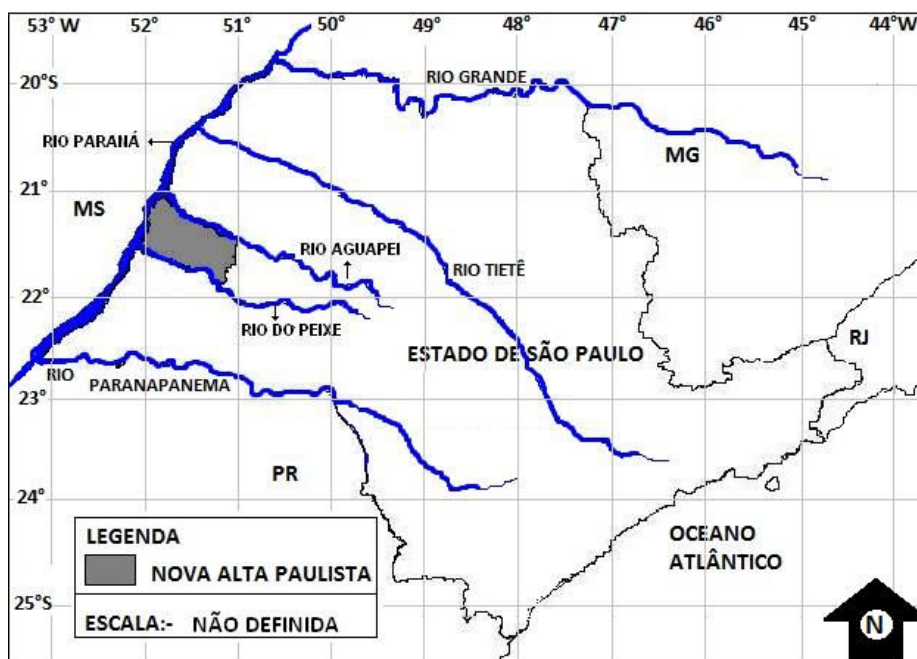 53° W 52° 51° 50° 49° 48° 47° 46° 45° 44° W
20°S
RIO GRANDE
RIO PARANÁ
MG
21°
MS
RIO AGUAPEI
RIO TIETÊ
22°
RIO DO PEIXE
ESTADO DE SÃO PAULO
RJ
RIO PARANAPANEMA
23°
PR
24°
OCEANO
ATLÂNTICO
25°S
LEGENDA
NOVA ALTA PAULISTA
ESCALA:- NÃO DEFINIDA
N